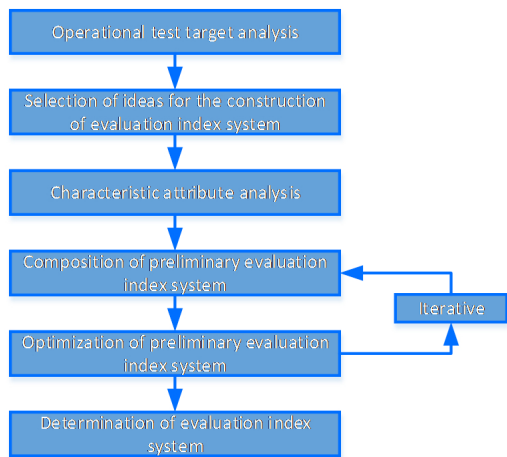 Operational test target analysis
Selection of ideas for the construction
of evaluation index system
Characteristic attribute analysis
Composition of preliminary evaluation
index system
Iterative
Optimization of preliminary evaluation
index system
Determination of evaluation index
system